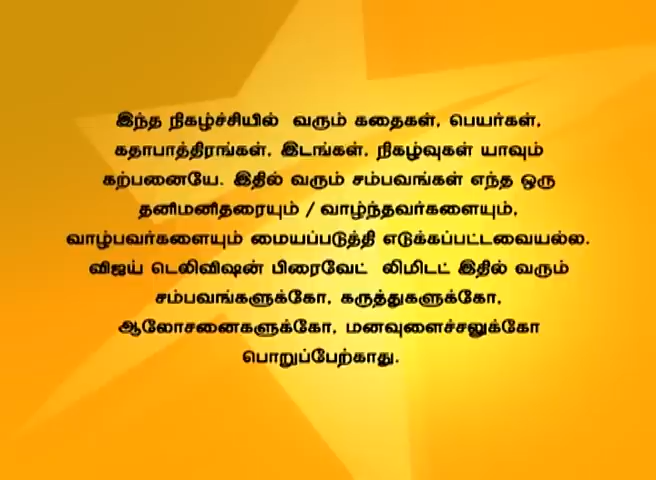 இந்த நிகழ்ச்சியில் வரும் கதைகள், பெயர்கள்,
கதாபாத்திரங்கள், இடங்கள், நிகழ்வுகள் யாவும்
கற்பனையே. இதில் வரும் சம்பவங்கள் எந்த ஒரு
தனிமனிதரையும் / வாழ்ந்தவர்களையும்,
வாழ்பவர்களையும் மையப்படுத்தி எடுக்கப்பட்டவையல்ல.
விஜய் டெலிவிஷன் பிரைவேட் லிமிடட் இதில் வரும்
சம்பவங்களுக்கோ, கருத்துகளுக்கோ,
ஆலோசனைகளுக்கோ, மனவுளைச்சலுக்கோ
பொறுப்பேற்காது.